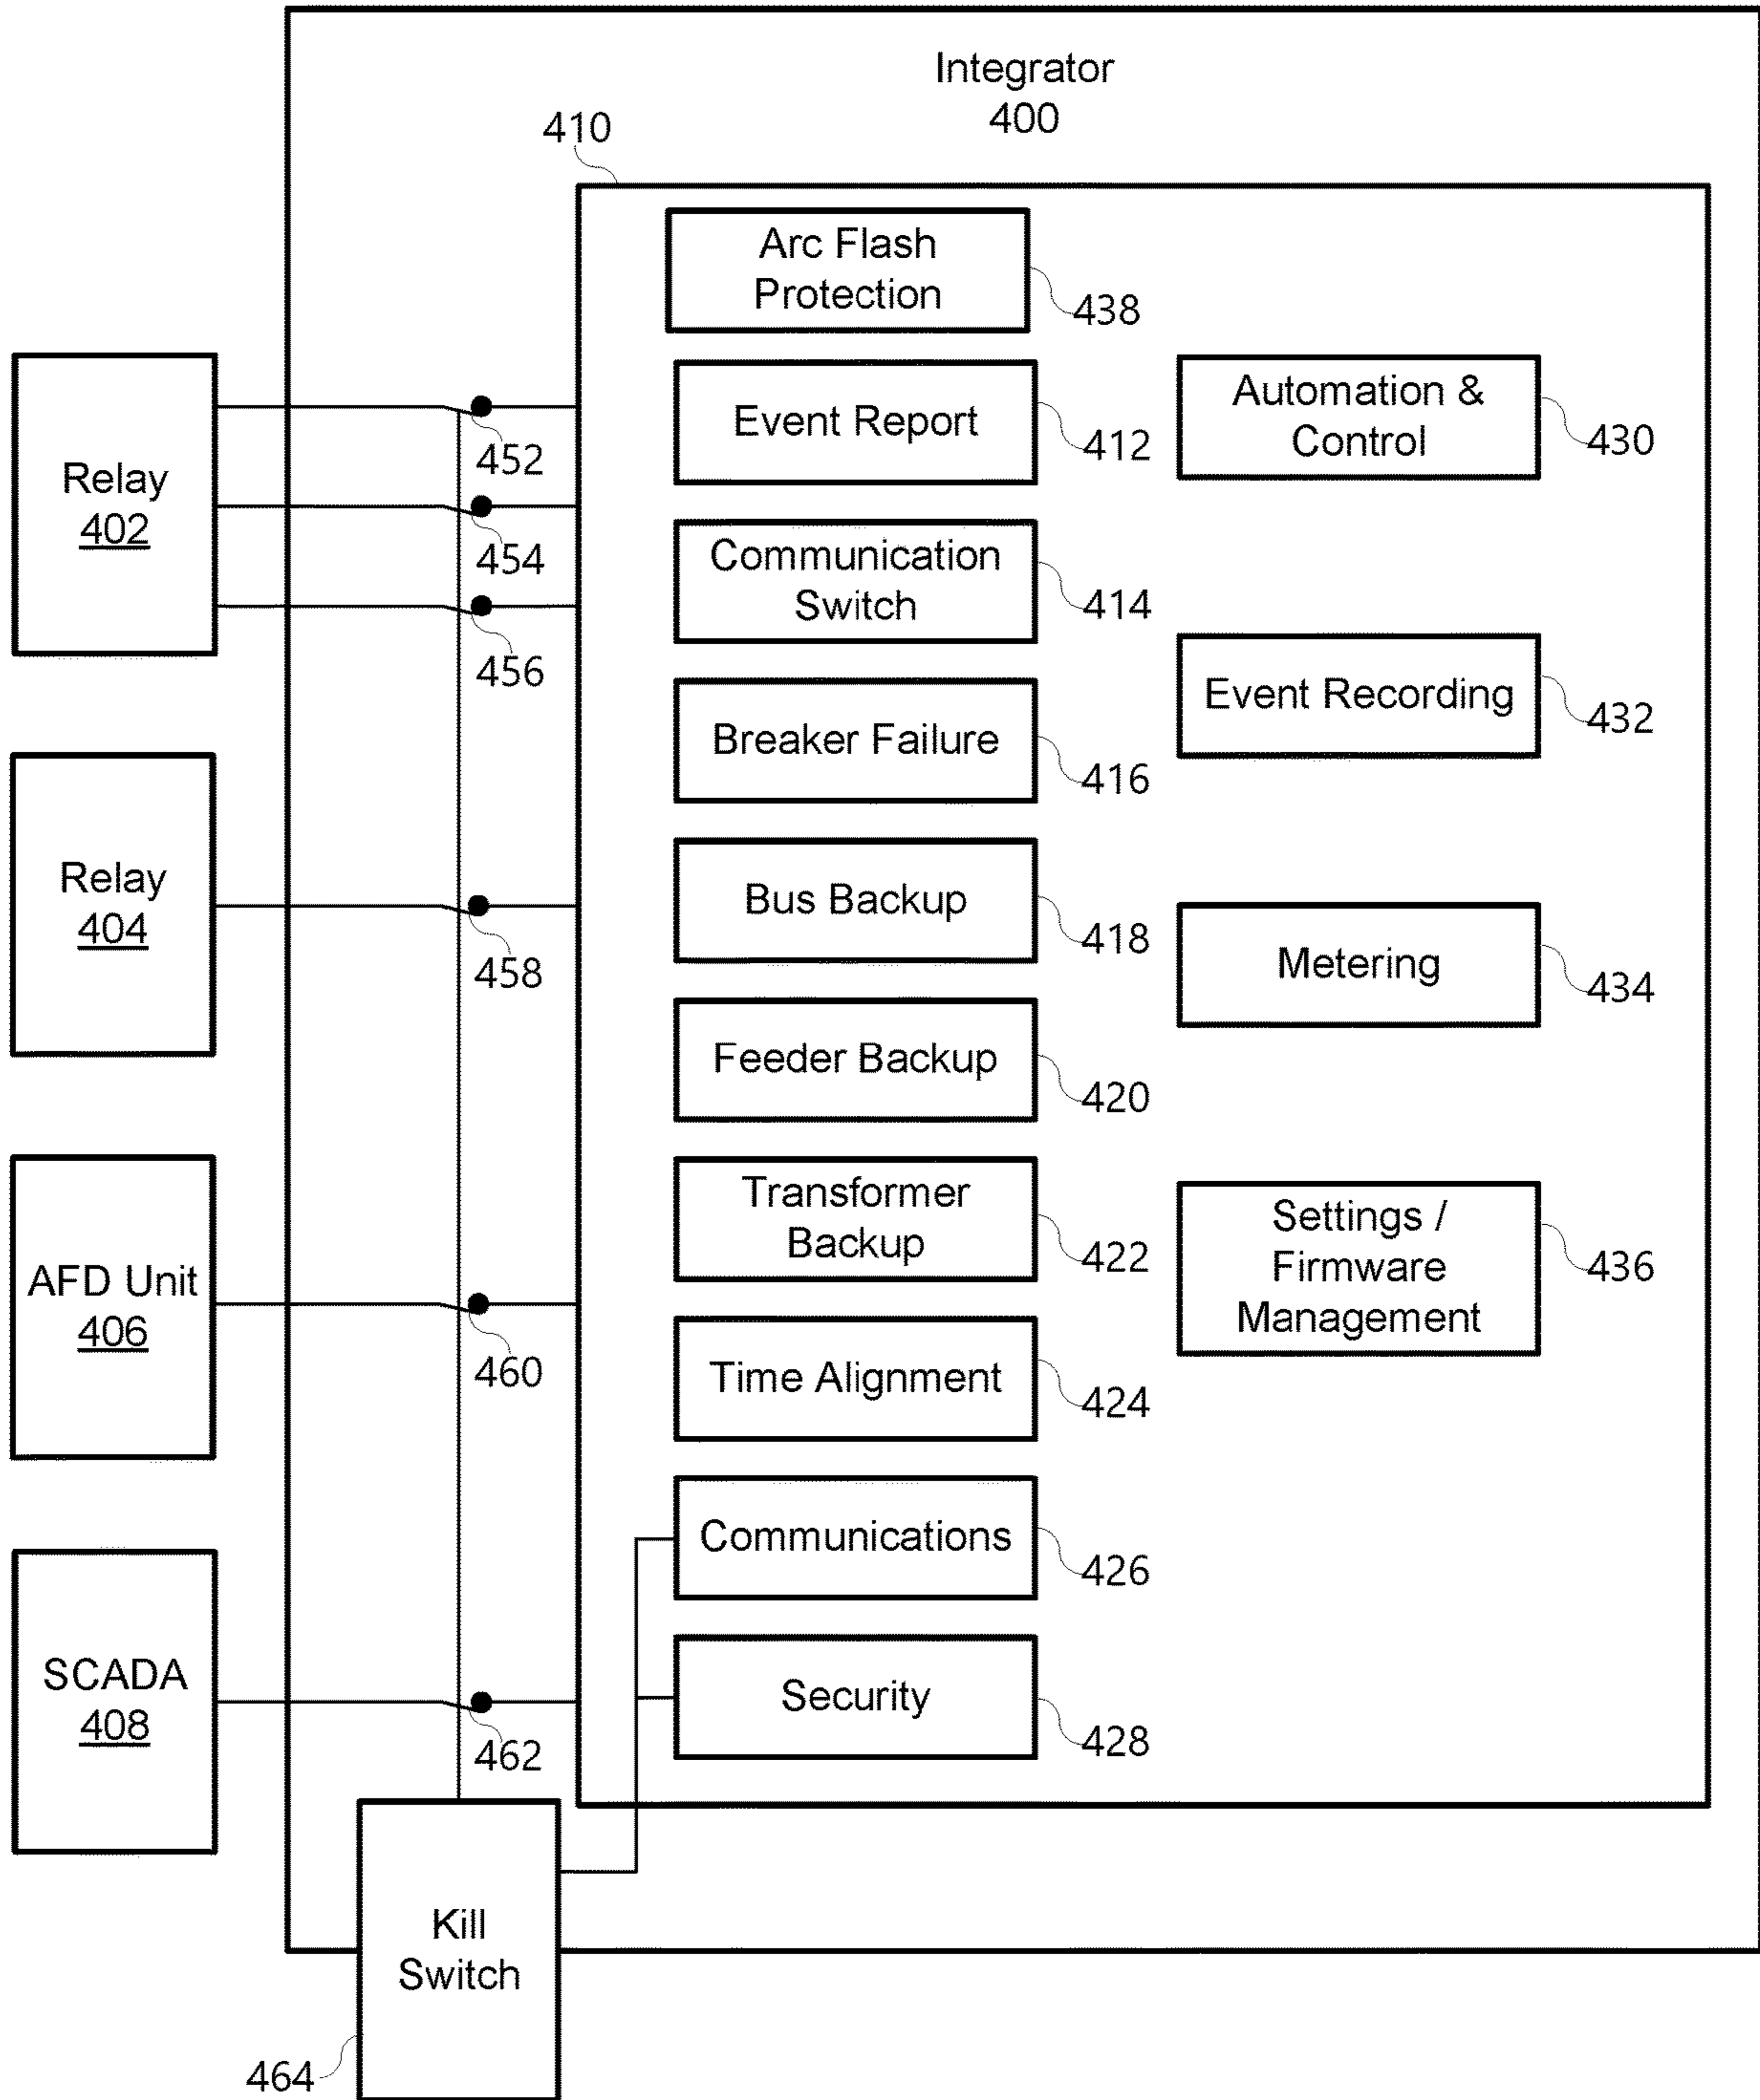 Integrator
400
410
Arc Flash
Protection
438
Event Report
412
Automation &
Control
430
Relay
402
452
454
456
Communication
Switch
414
Event Recording
432
Breaker Failure
416
Relay
404
458
Bus Backup
418
Metering
434
Feeder Backup
420
AFD Unit
406
460
Transformer
Backup
422
Settings /
Firmware
Management
436
Time Alignment
424
Communications
426
SCADA
408
462
Security
428
Kill
Switch
464